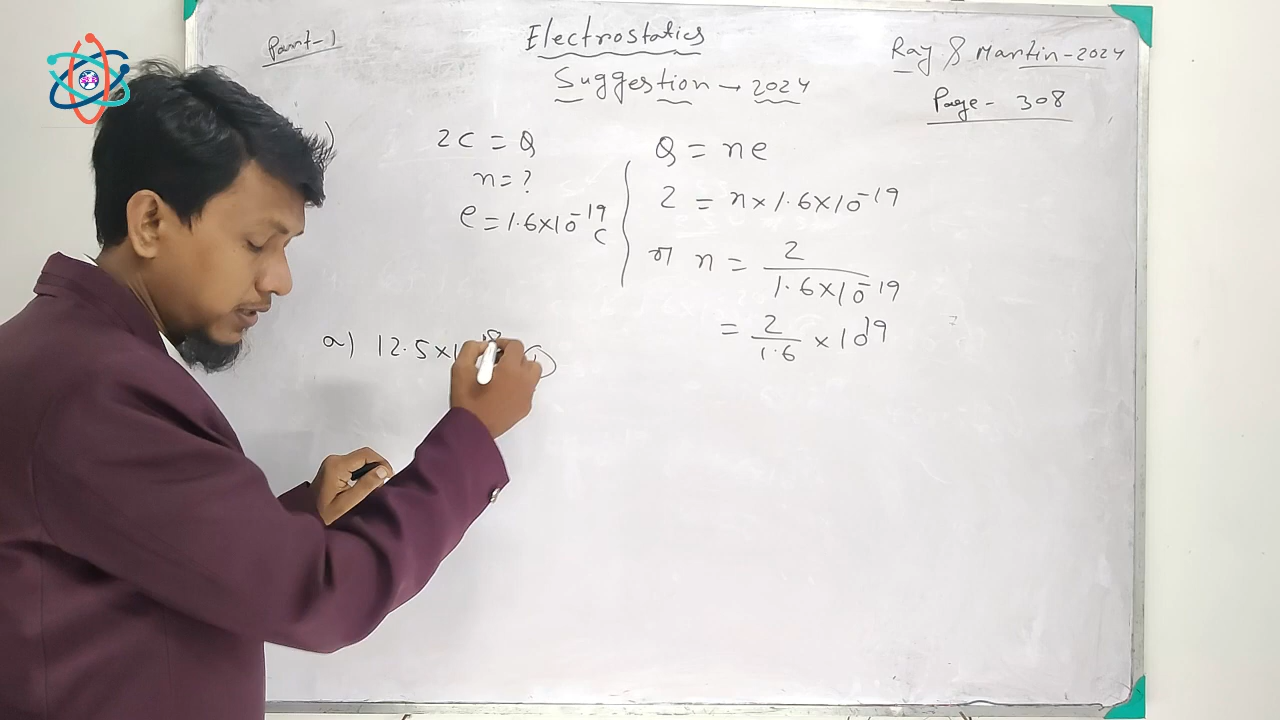 Part-1
Electrostatics
Suggestion → 2024
Ray & Martin-2024
Page - 308
)
2C = Q
n = ?
e = 1.6×10⁻¹⁹ C
Q = ne
2 = n×1.6×10⁻¹⁹
বা n = 2 / 1.6×10⁻¹⁹
= 2 / 1.6 × 10¹⁹
a) 12.5×1